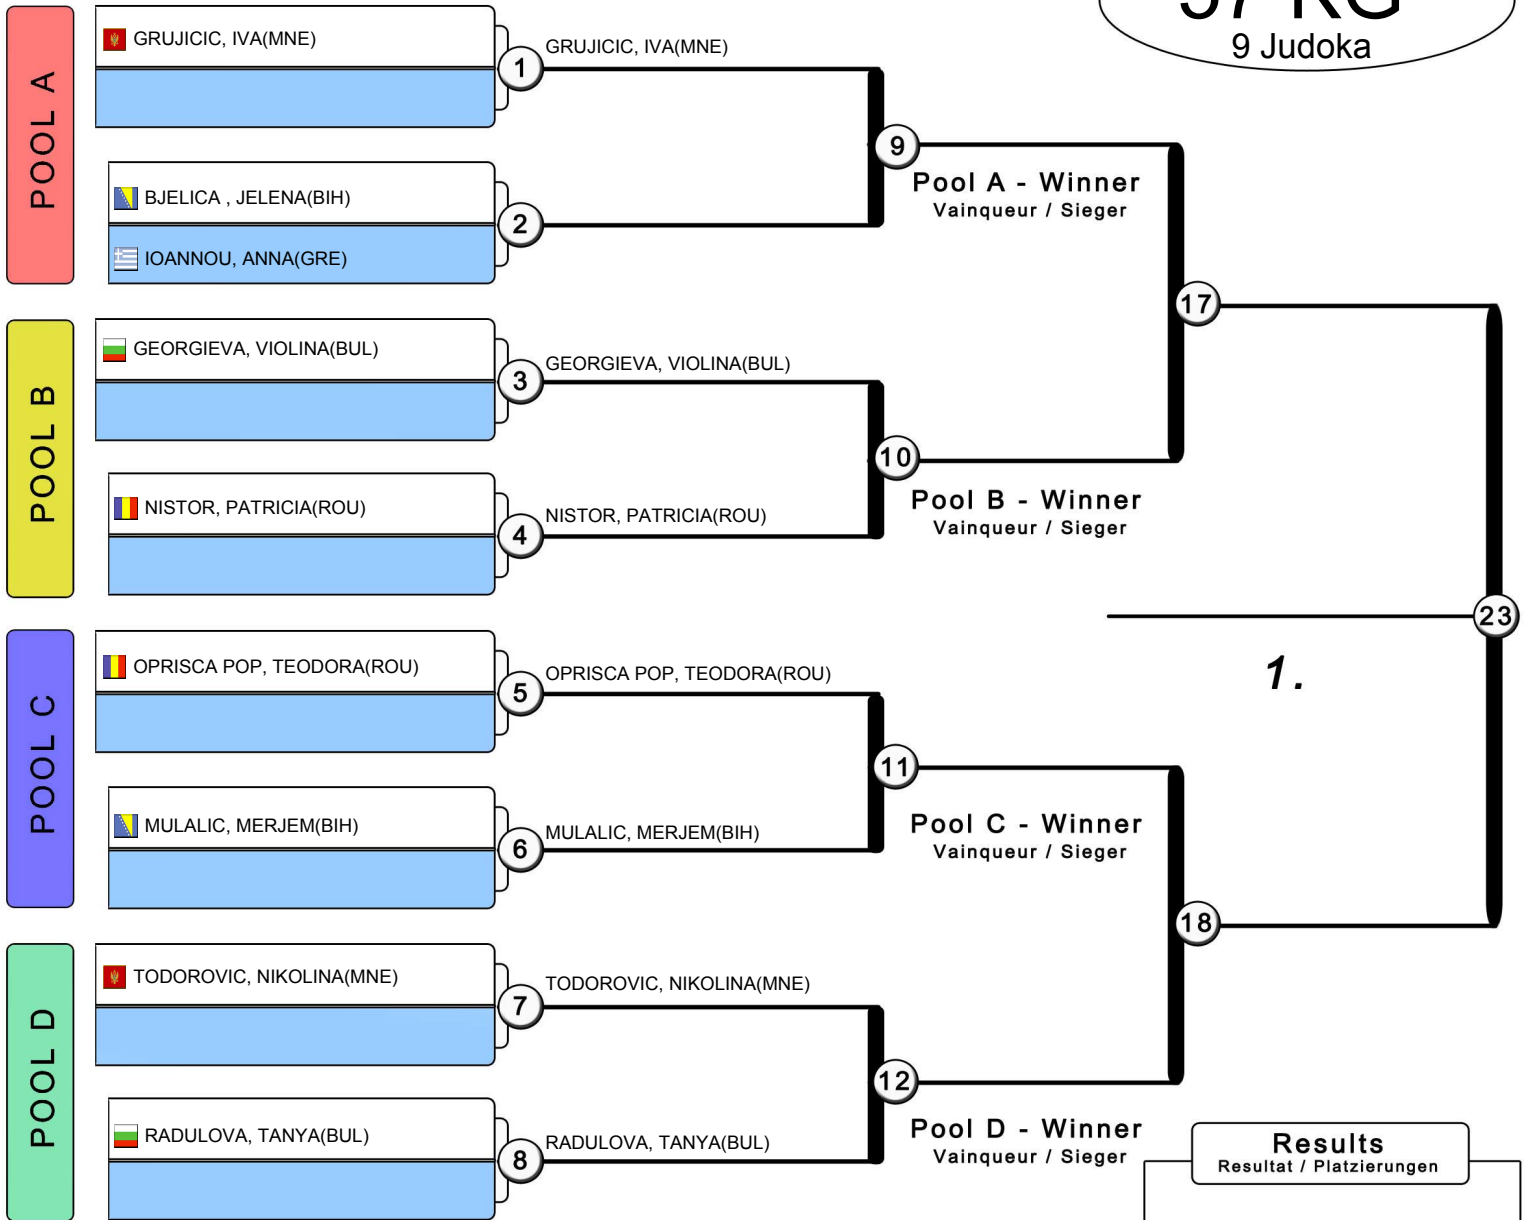 9 Judoka
POOL A
GRUJICIC, IVA(MNE)
1
GRUJICIC, IVA(MNE)
BJELICA , JELENA(BIH)
IOANNOU, ANNA(GRE)
2
9
Pool A - Winner
Vainqueur / Sieger
17
POOL B
GEORGIEVA, VIOLINA(BUL)
3
GEORGIEVA, VIOLINA(BUL)
NISTOR, PATRICIA(ROU)
4
NISTOR, PATRICIA(ROU)
10
Pool B - Winner
Vainqueur / Sieger
23
1.
POOL C
OPRISCA POP, TEODORA(ROU)
5
OPRISCA POP, TEODORA(ROU)
MULALIC, MERJEM(BIH)
6
MULALIC, MERJEM(BIH)
11
Pool C - Winner
Vainqueur / Sieger
18
POOL D
TODOROVIC, NIKOLINA(MNE)
7
TODOROVIC, NIKOLINA(MNE)
RADULOVA, TANYA(BUL)
8
RADULOVA, TANYA(BUL)
12
Pool D - Winner
Vainqueur / Sieger
Results
Resultat / Platzierungen